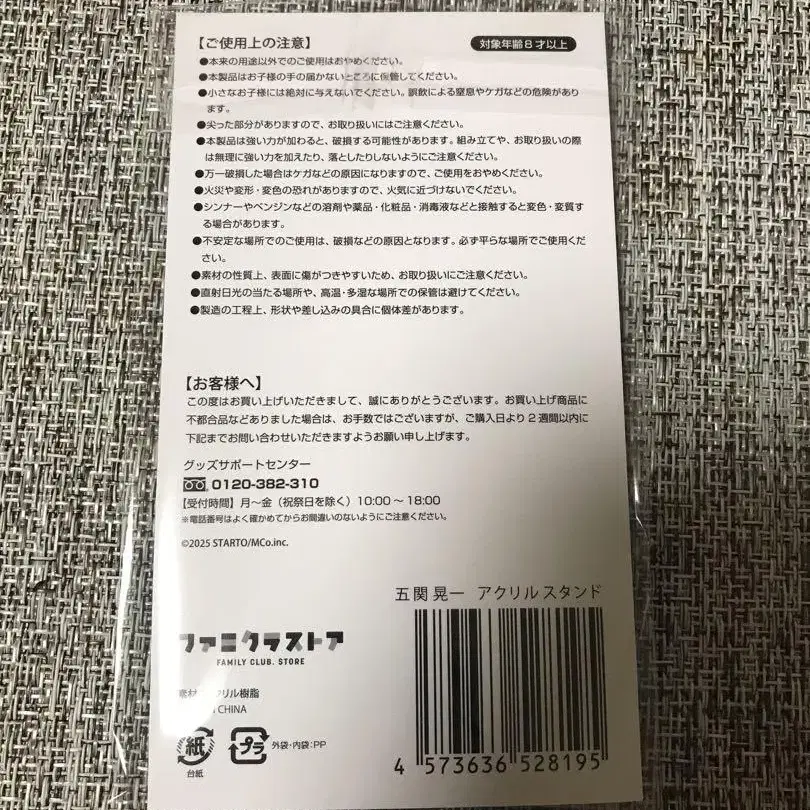 【ご使用上の注意】
対象年齢8才以上
●本来の用途以外でのご使用はおやめください。
●本製品はお子様の手の届かないところに保管してください。
●小さなお子様には絶対に与えないでください。誤飲による窒息やケガなどの危険があり
ます。
●尖った部分がありますので、お取り扱いにはご注意ください。
●本製品は強い力が加わると、破損する可能性があります。組み立てや、お取り扱いの際
は無理に強い力を加えたり、落としたりしないようにご注意ください。
●万一破損した場合はケガなどの原因になりますので、ご使用をおやめください。
●火災や変形・変色の恐れがありますので、火気に近づけないでください。
●シンナーやベンジンなどの溶剤や薬品・化粧品・消毒液などと接触すると変色・変質す
る場合があります。
●不安定な場所でのご使用は、破損などの原因となります。必ず平らな場所でご使用くだ
さい。
●素材の性質上、表面に傷がつきやすいため、お取り扱いにご注意ください。
●直射日光の当たる場所や、高温・多湿な場所での保管は避けてください。
●製造の工程上、形状や差し込みの具合に個体差があります。
【お客様へ】
この度はお買い上げいただきまして、誠にありがとうございます。お買い上げ商品に
不都合品などありました場合は、お手数ではございますが、ご購入日より2週間以内に
下記までお問い合わせいただきますようお願い申し上げます。
グッズサポートセンター
0120-382-310
【受付時間】月〜金（祝祭日を除く）10:00〜18:00
※電話番号はよく確かめてからお間違いのないようにご注意ください。
©2025 STARTO/MCo.inc.
五関 晃一 アクリルスタンド
ファミクラストア
FAMILY CLUB. STORE
素材 リル樹脂
CHINA
紙
台紙
プラ
外袋・内袋：PP
4 573636 528195